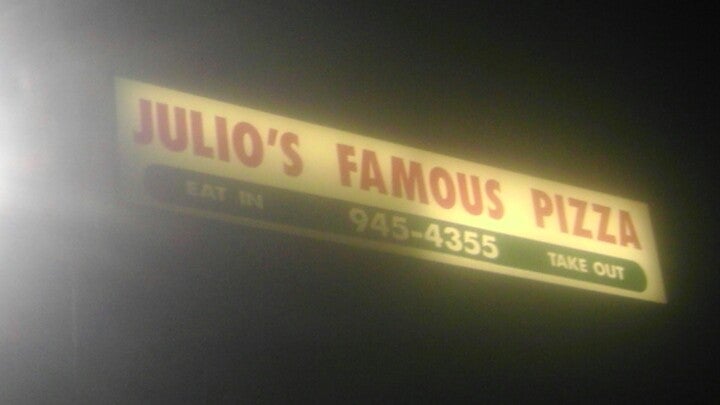 JULIO'S FAMOUS PIZZA
EAT IN 945-4355 TAKE OUT